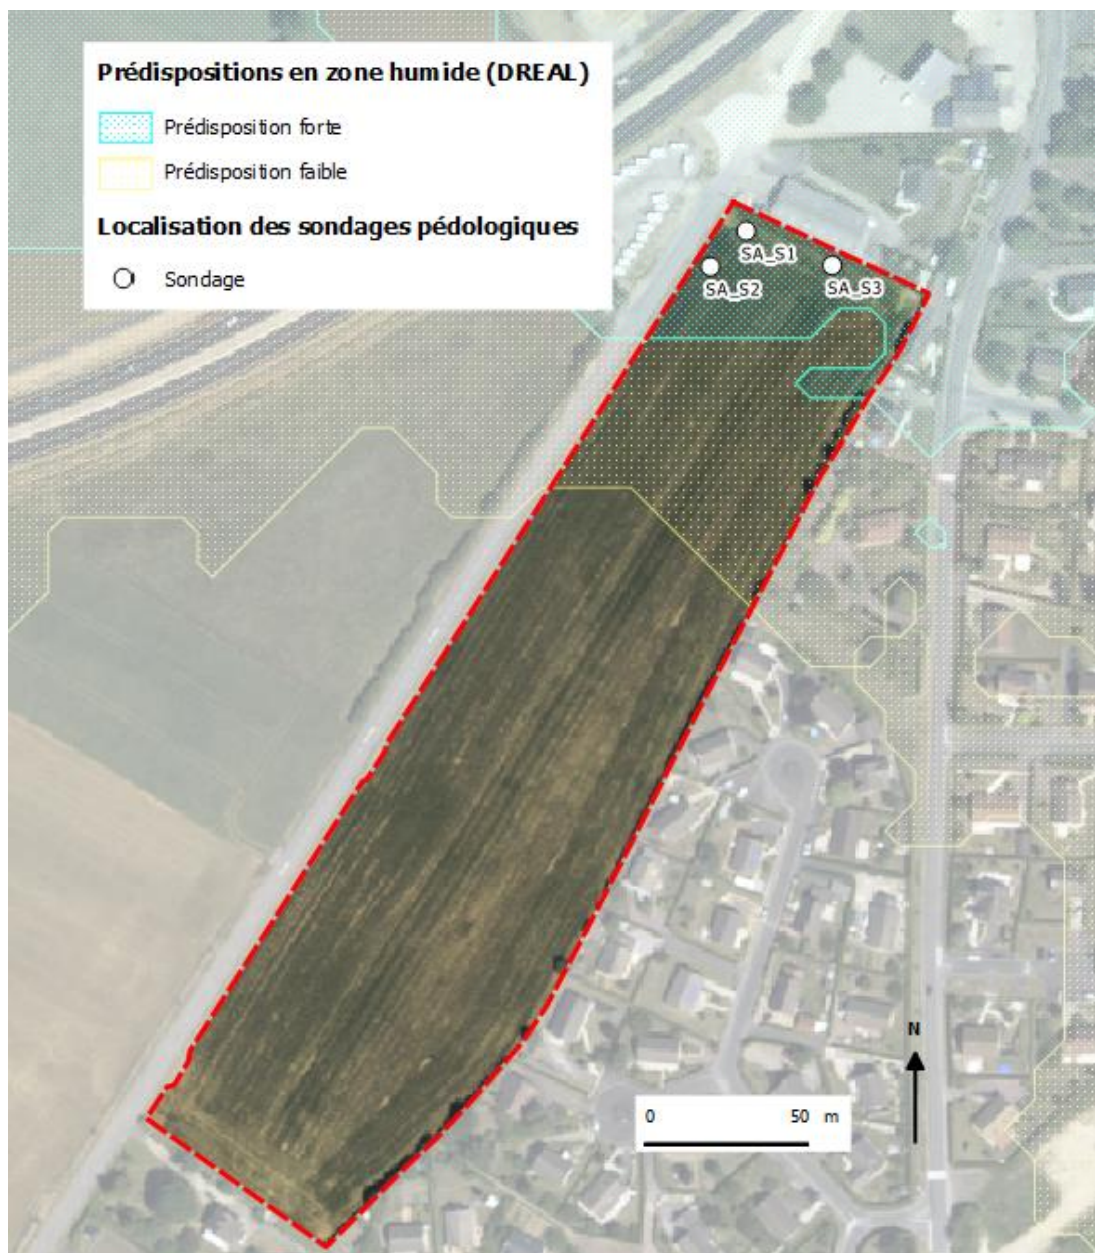 Prédispositions en zone humide (DREAL)
Prédisposition forte
Prédisposition faible
Localisation des sondages pédologiques
Sondage
SA_S1
SA_S2
SA_S3
N
0 50 m